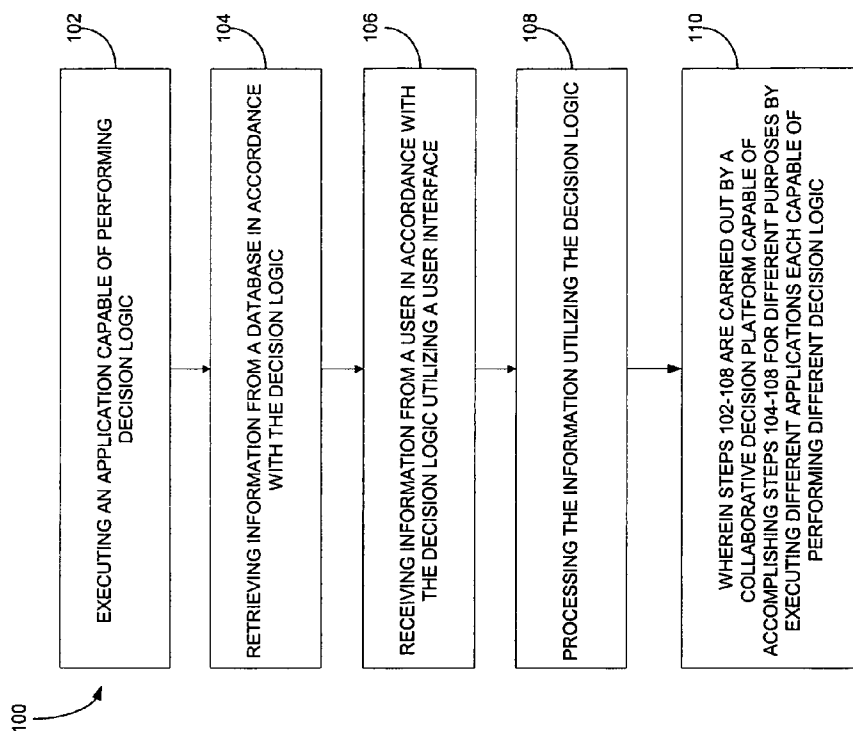 100
102
EXECUTING AN APPLICATION CAPABLE OF PERFORMING
DECISION LOGIC
104
RETRIEVING INFORMATION FROM A DATABASE IN ACCORDANCE
WITH THE DECISION LOGIC
106
RECEIVING INFORMATION FROM A USER IN ACCORDANCE WITH
THE DECISION LOGIC UTILIZING A USER INTERFACE
108
PROCESSING THE INFORMATION UTILIZING THE DECISION LOGIC
110
WHEREIN STEPS 102-108 ARE CARRIED OUT BY A
COLLABORATIVE DECISION PLATFORM CAPABLE OF
ACCOMPLISHING STEPS 104-108 FOR DIFFERENT PURPOSES BY
EXECUTING DIFFERENT APPLICATIONS EACH CAPABLE OF
PERFORMING DIFFERENT DECISION LOGIC